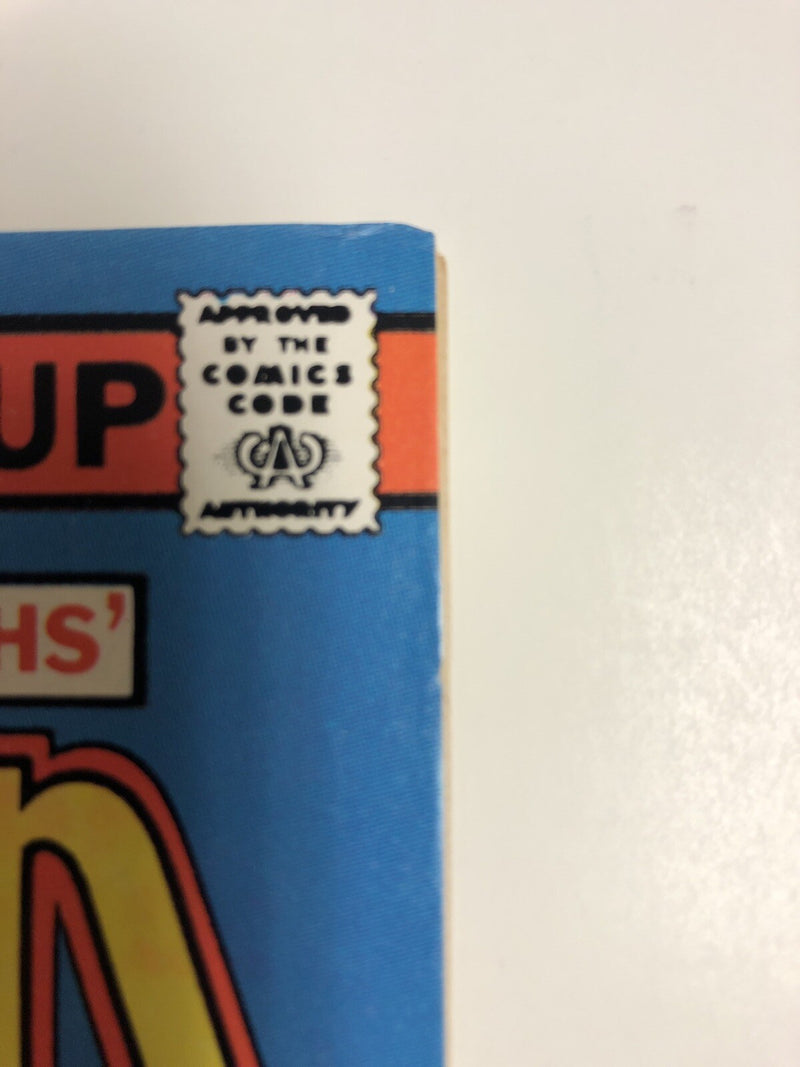 UP
APPROVED
BY THE
COMICS
CODE
A
AUTHORITY
HS'